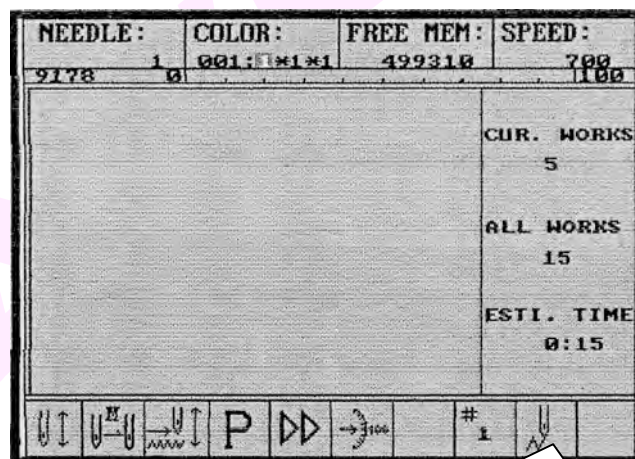 NEEDLE: COLOR: FREE MEM: SPEED:
1 001: *1*1 499310 700
9178 0 100
CUR. WORKS
5
ALL WORKS
15
ESTI. TIME
0:15
M P 100 # 1